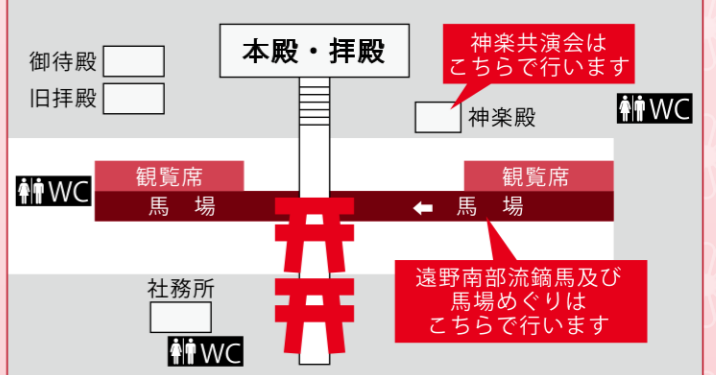 本殿・拝殿
神楽共演会は
こちらで行います
御待殿
旧拝殿
神楽殿
WC
WC
観覧席
観覧席
馬 場
← 馬 場
遠野南部流鏑馬及び
馬場めぐりは
こちらで行います
社務所
WC